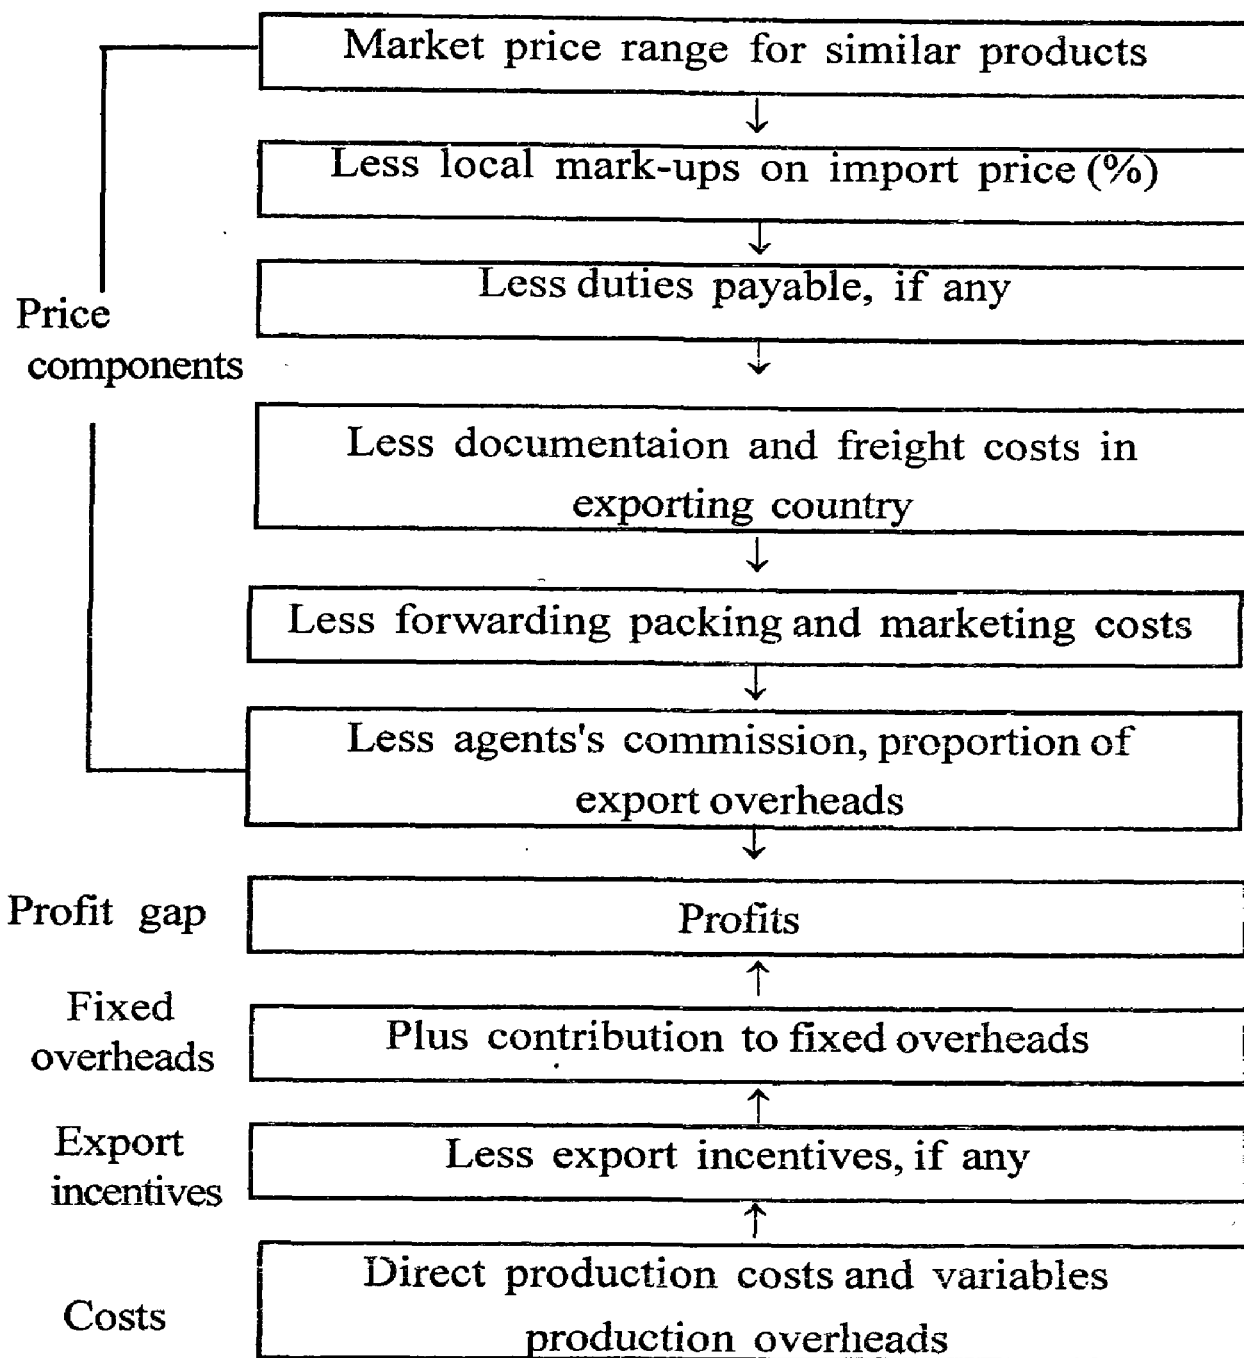 Market price range for similar products
Less local mark-ups on import price (%)
Less duties payable, if any
Price
components
Less documentaion and freight costs in
exporting country
Less forwarding packing and marketing costs
Less agents's commission, proportion of
export overheads
Profit gap
Profits
Fixed
overheads
Plus contribution to fixed overheads
Export
incentives
Less export incentives, if any
Costs
Direct production costs and variables
production overheads